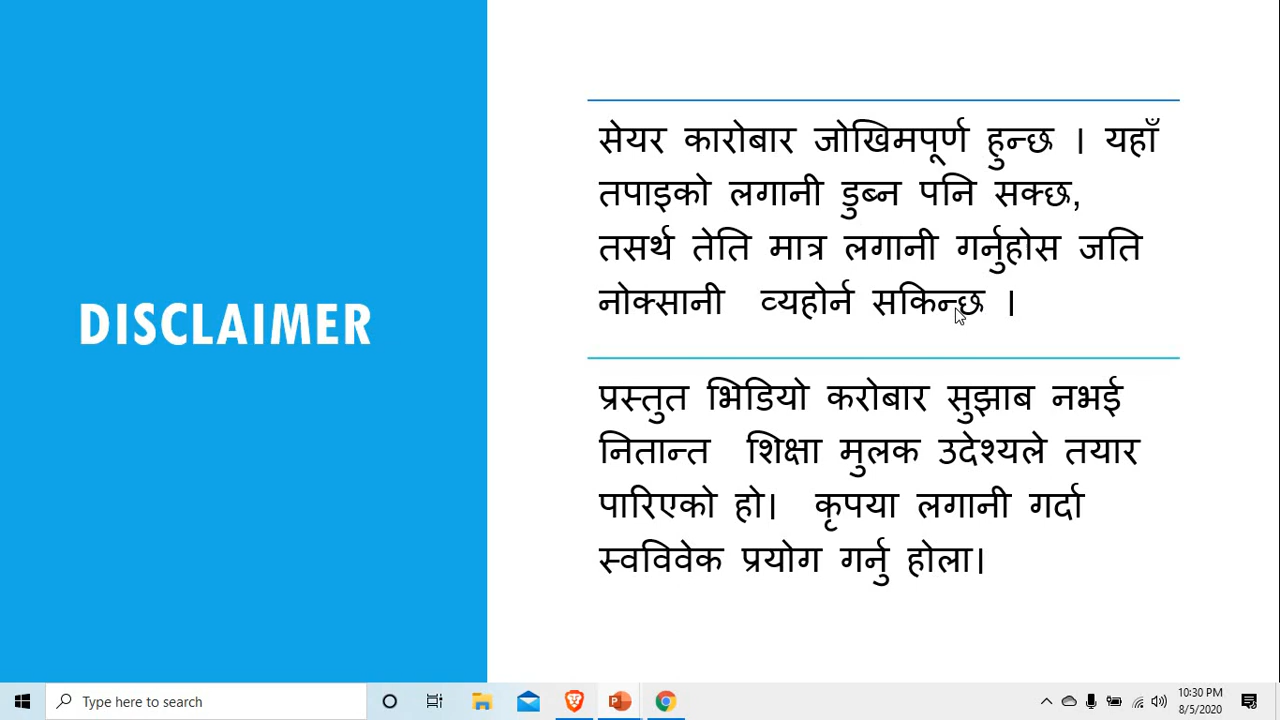 DISCLAIMER
सेयर कारोबार जोखिमपूर्ण हुन्छ । यहाँ
तपाइको लगानी डुब्न पनि सक्छ,
तसर्थ तेति मात्र लगानी गर्नुहोस जति
नोक्सानी व्यहोर्न सकिन्छ ।
प्रस्तुत भिडियो करोबार सुझाब नभई
नितान्त शिक्षा मुलक उदेश्यले तयार
पारिएको हो। कृपया लगानी गर्दा
स्वविवेक प्रयोग गर्नु होला।
Type here to search
10:30 PM
8/5/2020